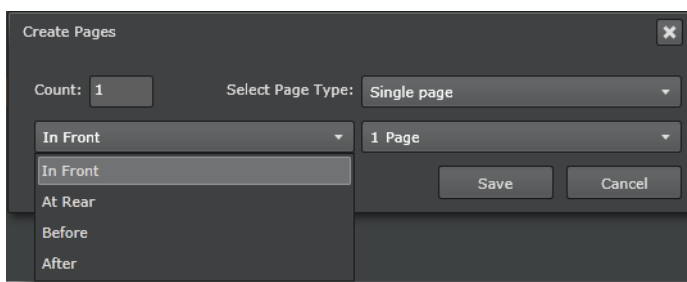 Create Pages
Count: 1 Select Page Type: Single page
In Front 1 Page
In Front
Save Cancel
At Rear
Before
After